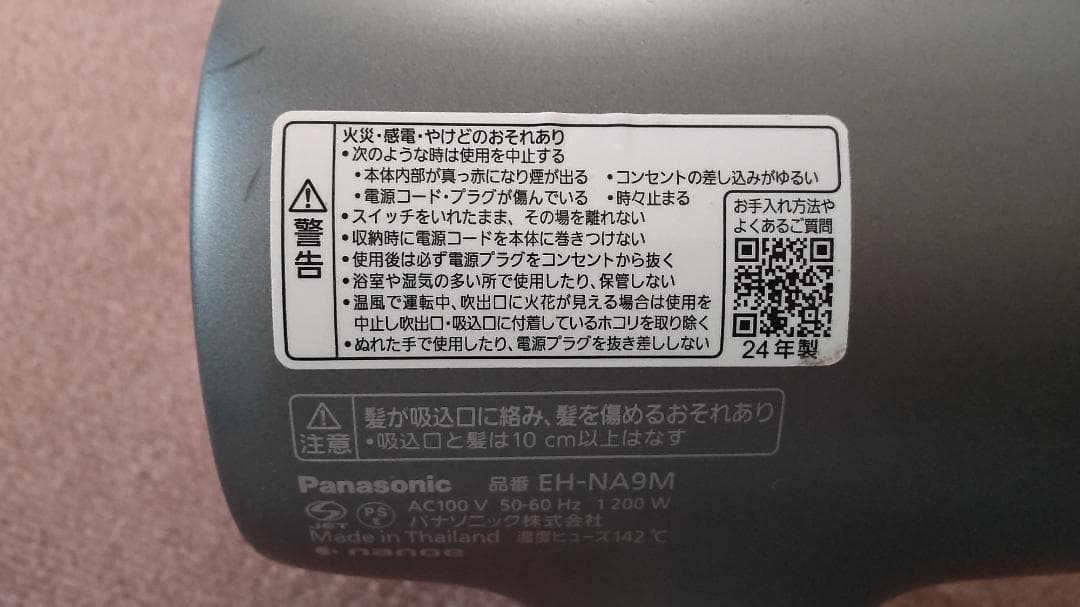 警告
火災・感電・やけどのおそれあり
・次のような時は使用を中止する
・本体内部が真っ赤になり煙が出る ・コンセントの差し込みがゆるい
・電源コード・プラグが傷んでいる ・時々止まる
・スイッチをいれたまま、その場を離れない
・収納時に電源コードを本体に巻きつけない
・使用後は必ず電源プラグをコンセントから抜く
・浴室や湿気の多い所で使用したり、保管しない
・温風で運転中、吹出口に火花が見える場合は使用を
中止し吹出口・吸込口に付着しているホコリを取り除く
・ぬれた手で使用したり、電源プラグを抜き差ししない
お手入れ方法や
よくあるご質問
24年製
注意
髪が吸込口に絡み、髪を傷めるおそれあり
・吸込口と髪は10 cm以上はなす
Panasonic 品番 EH-NA9M
JET PS E AC100 V 50-60 Hz 1 200 W
パナソニック株式会社
Made in Thailand 温度ヒューズ142℃
nanoe